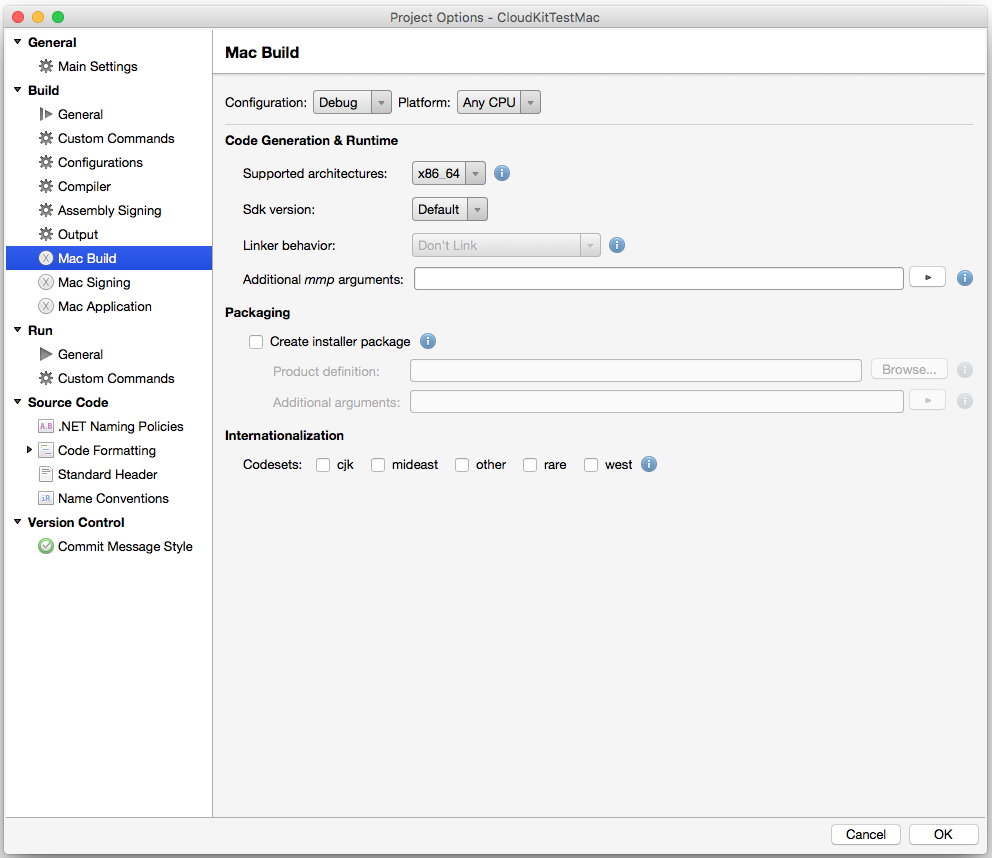 Project Options - CloudKitTestMac
General
Main Settings
Build
General
Custom Commands
Configurations
Compiler
Assembly Signing
Output
X Mac Build
X Mac Signing
X Mac Application
Run
General
Custom Commands
Source Code
A.B .NET Naming Policies
Code Formatting
Standard Header
iR Name Conventions
Version Control
Commit Message Style
Mac Build
Configuration: Debug Platform: Any CPU
Code Generation & Runtime
Supported architectures: x86_64 i
Sdk version: Default
Linker behavior: Don't Link i
Additional mmp arguments: i
Packaging
Create installer package i
Product definition: Browse... i
Additional arguments: i
Internationalization
Codesets: cjk mideast other rare west i
Cancel OK